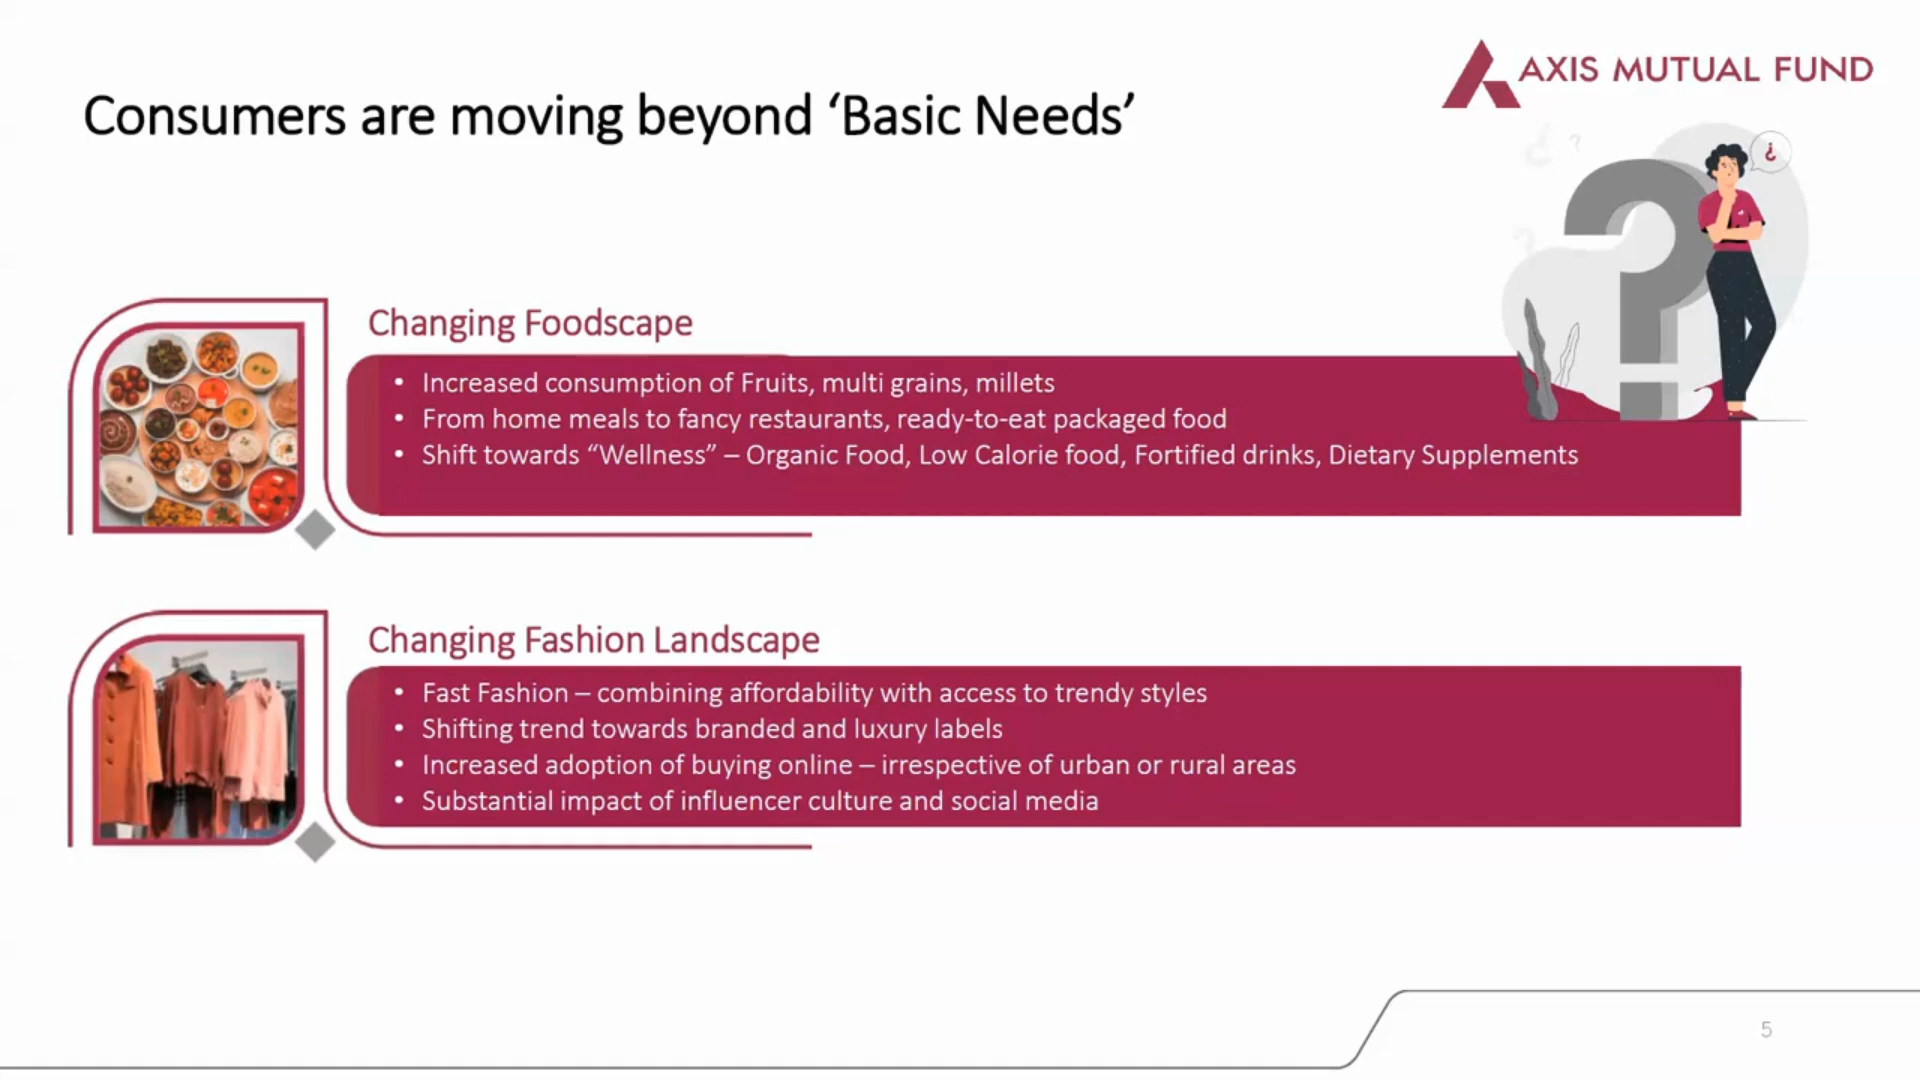 AXIS MUTUAL FUND
Consumers are moving beyond ‘Basic Needs’
¿
?
Changing Foodscape
• Increased consumption of Fruits, multi grains, millets
• From home meals to fancy restaurants, ready-to-eat packaged food
• Shift towards “Wellness” – Organic Food, Low Calorie food, Fortified drinks, Dietary Supplements
Changing Fashion Landscape
• Fast Fashion – combining affordability with access to trendy styles
• Shifting trend towards branded and luxury labels
• Increased adoption of buying online – irrespective of urban or rural areas
• Substantial impact of influencer culture and social media
5